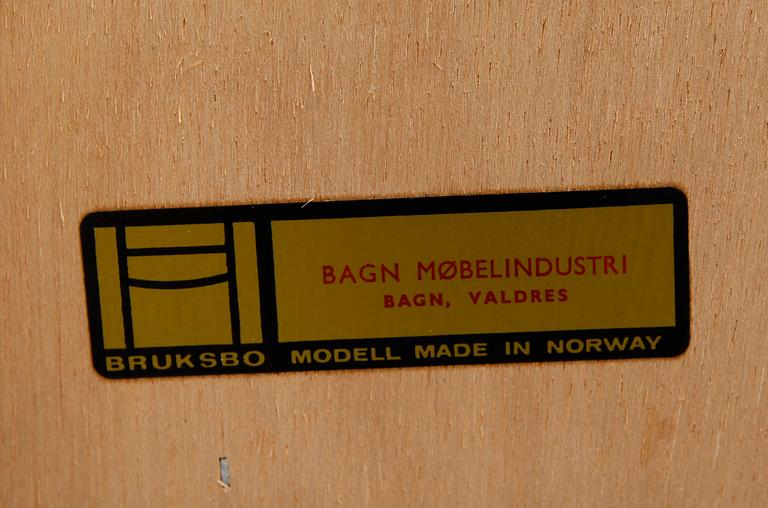 BAGN MØBELINDUSTRI
BAGN, VALDRES
BRUKSBO MODELL MADE IN NORWAY